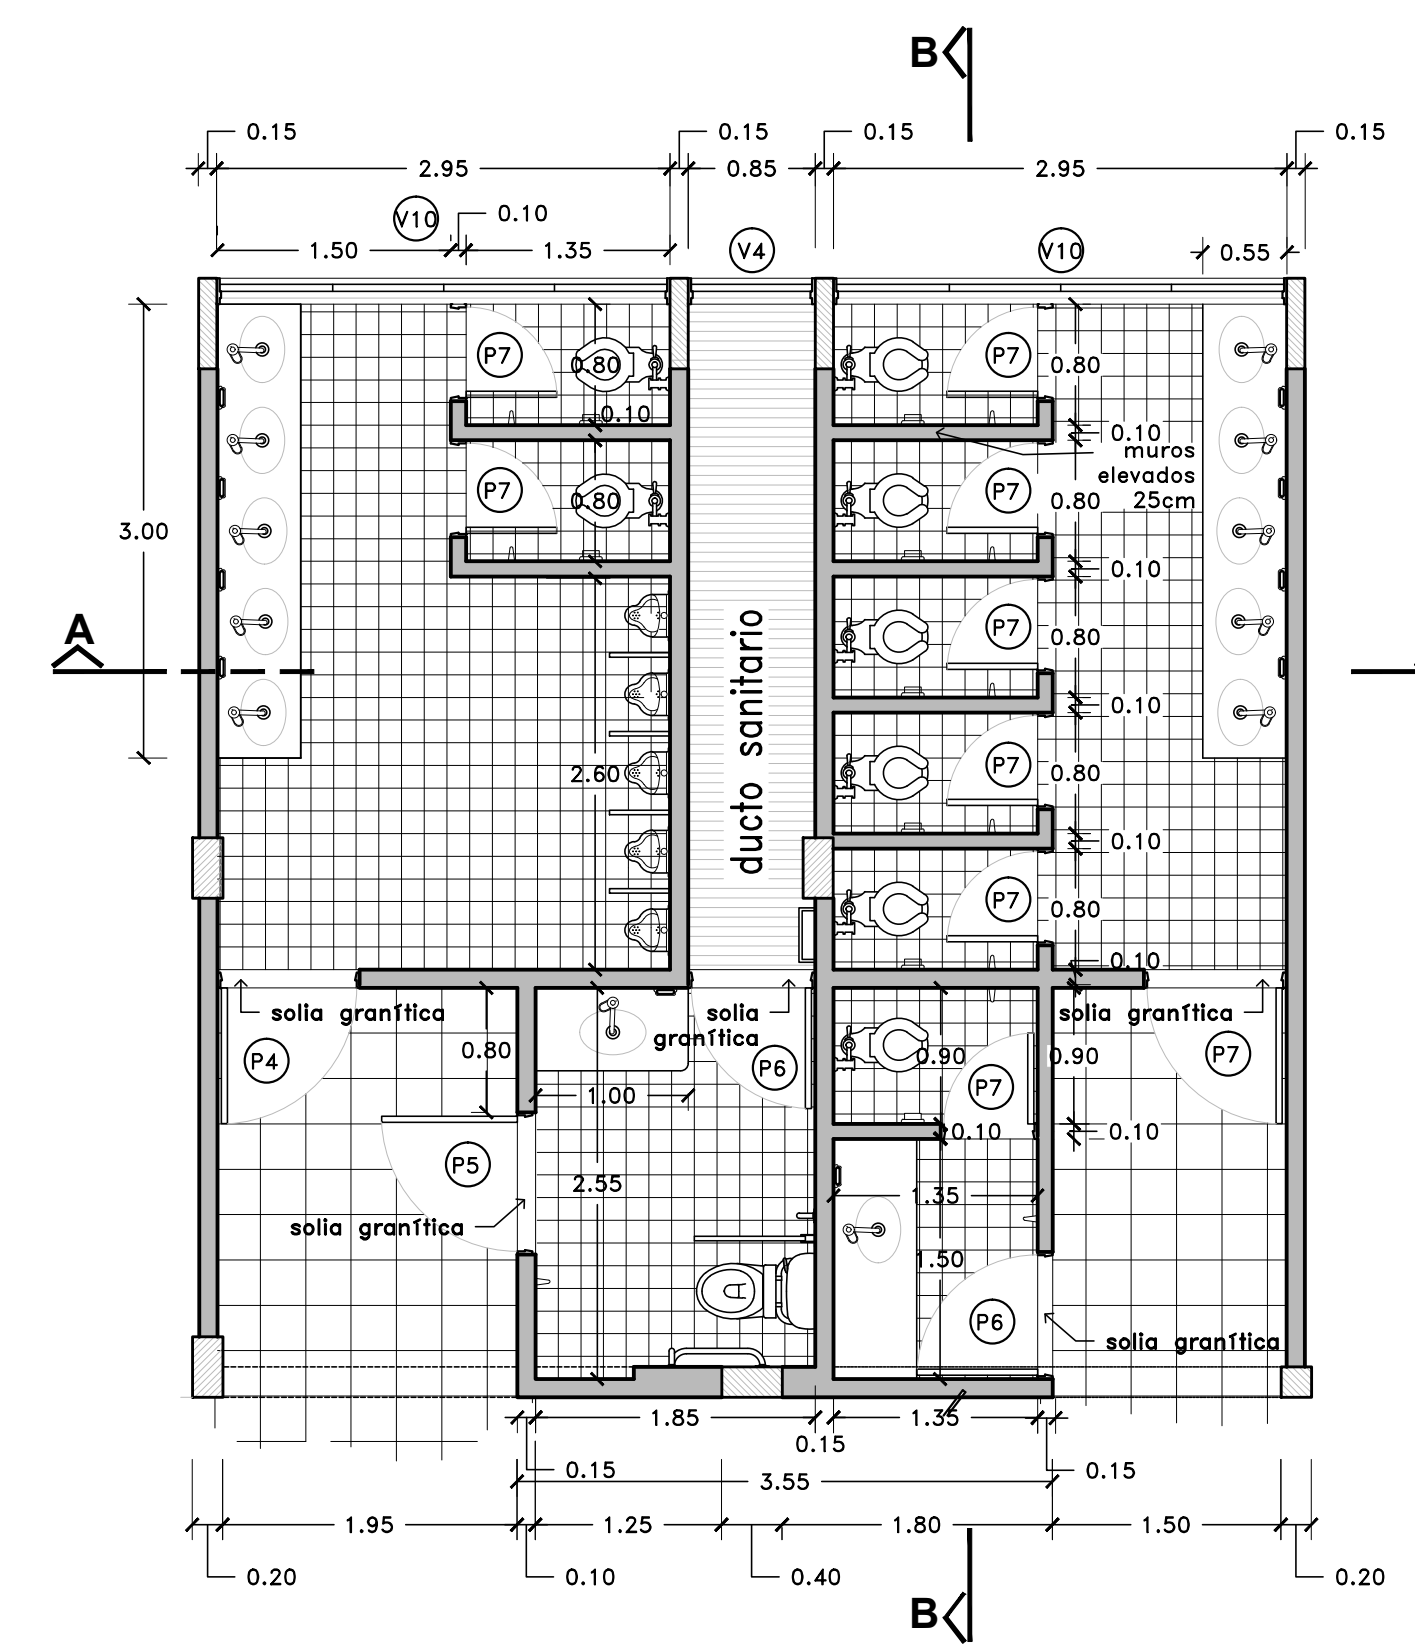 B
0.15 0.15 0.15 0.15
2.95 0.85 2.95
V10 0.10
1.50 1.35 V4 V10 0.55
P7 0.80 P7 0.80
0.10 0.10
muros
elevados
25cm
P7 0.80 P7 0.80
3.00
0.10
P7 0.80
A
ducto sanitario
0.10
2.60 P7 0.80
0.10
P7 0.80
0.10
solia granítica solia
granítica solia granítica
P4 0.80 P6 0.90 0.90 P7
P7
1.00
0.10 0.10
P5
2.55 1.35
solia granítica
1.50
P6
solia granítica
1.85 1.35
0.15
0.15 0.15
3.55
1.95 1.25 1.80 1.50
0.20 0.10 0.40 0.20
B